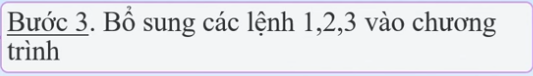 Bước 3. Bổ sung các lệnh 1,2,3 vào chương
trình